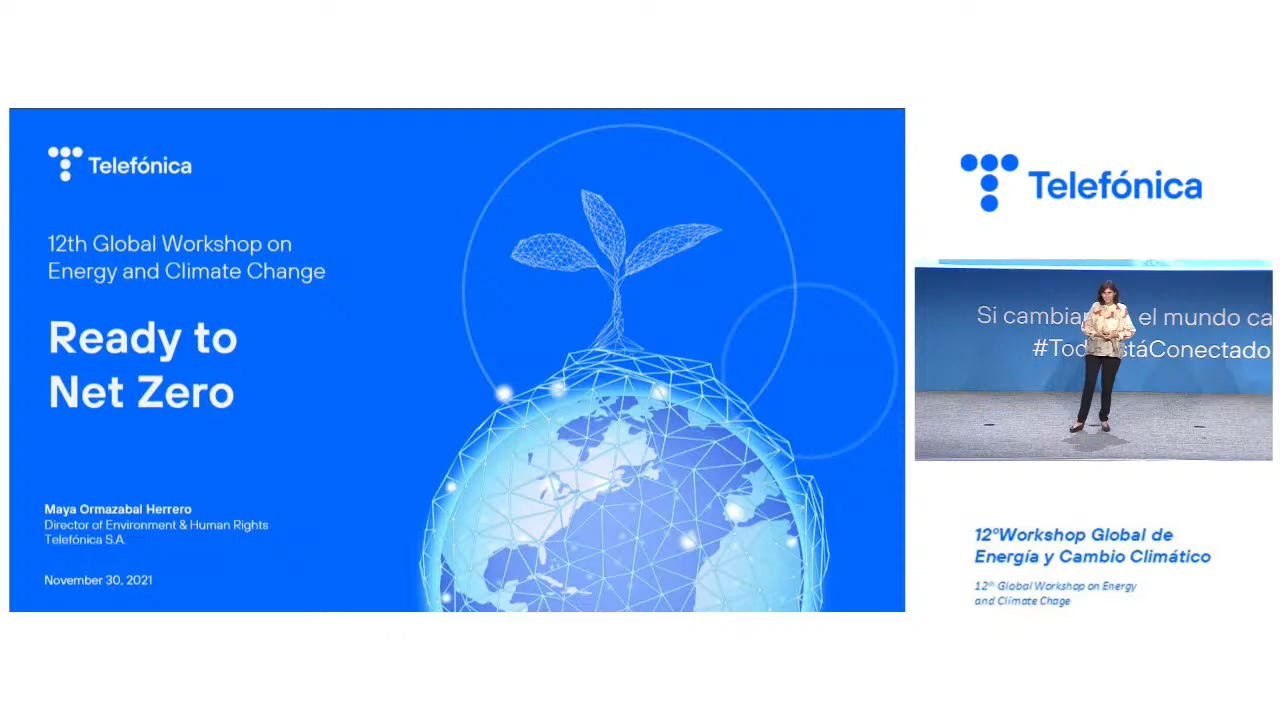 Telefónica
12th Global Workshop on
Energy and Climate Change
Ready to
Net Zero
Maya Ormazabal Herrero
Director of Environment & Human Rights
Telefónica S.A.
November 30, 2021
Telefónica
Si cambia el mundo ca
#Tod stáConectado
12ºWorkshop Global de
Energía y Cambio Climático
12th Global Workshop on Energy
and Climate Chage